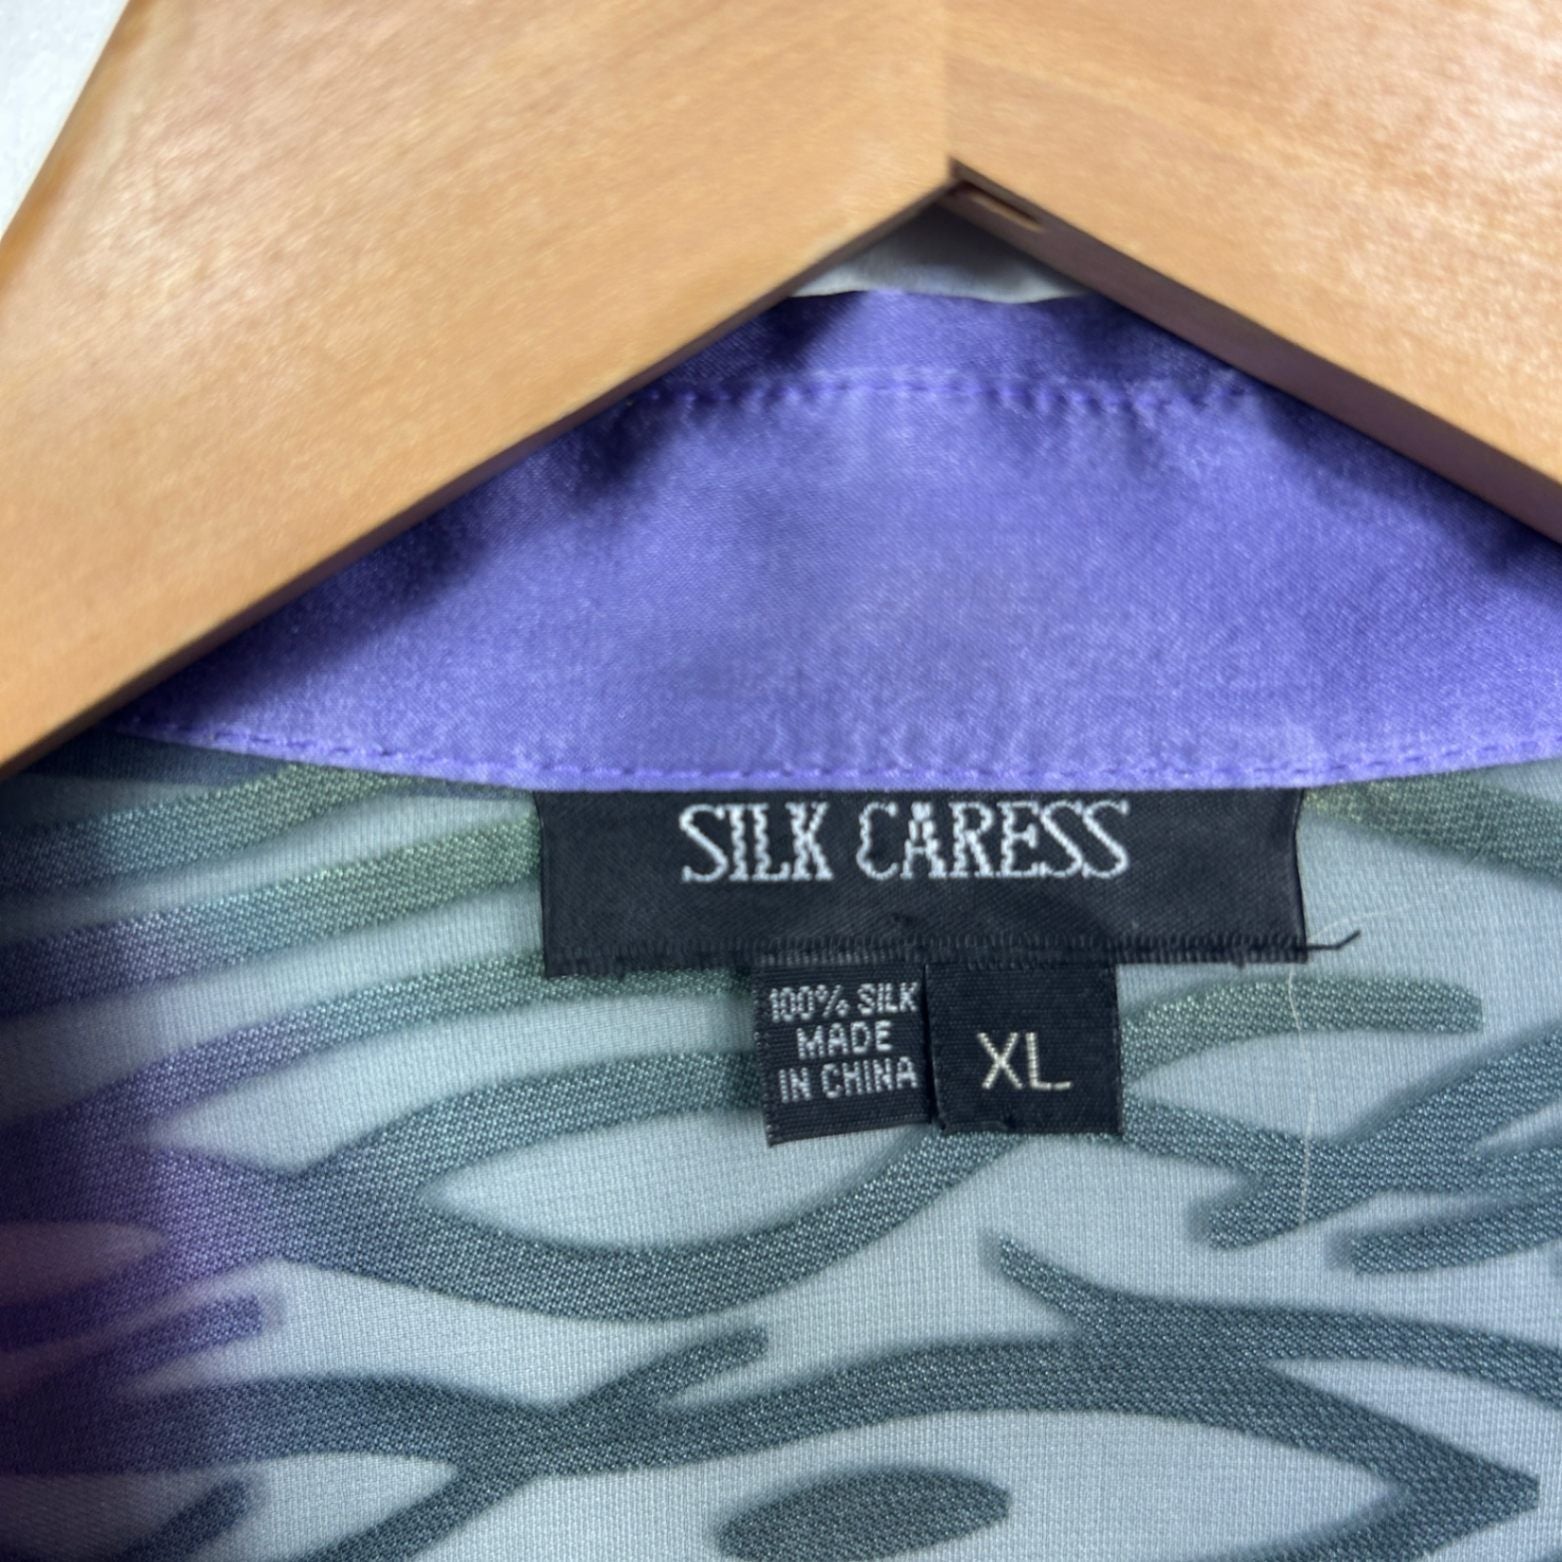 SILK CARESS
100% SILK
MADE
IN CHINA
XL